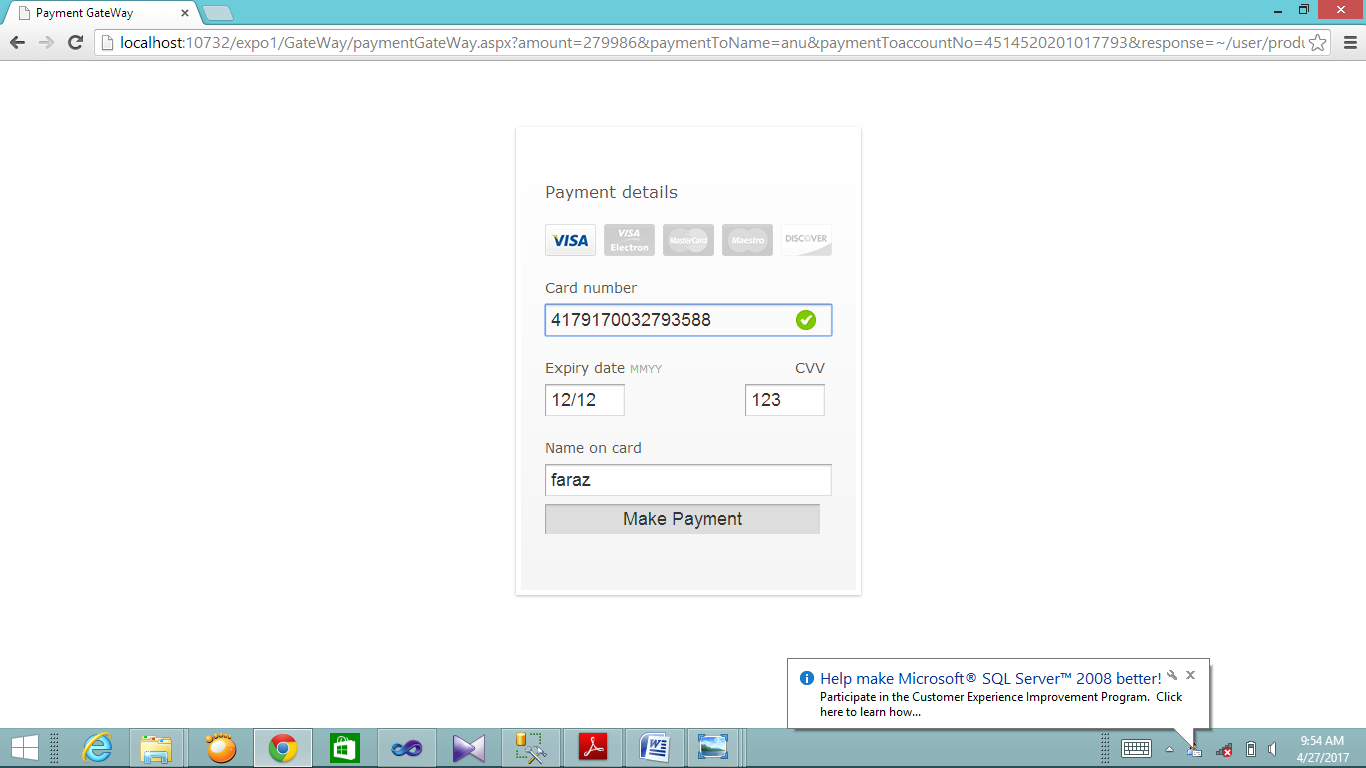 Payment GateWay
localhost:10732/expo1/GateWay/paymentGateWay.aspx?amount=279986&paymentToName=anu&paymentToaccountNo=4514520201017793&response=~/user/produ
Payment details
VISA VISA Electron MasterCard Maestro DISCOVER
Card number
4179170032793588
Expiry date MMYY CVV
12/12 123
Name on card
faraz
Make Payment
Help make Microsoft® SQL Server™ 2008 better!
Participate in the Customer Experience Improvement Program. Click
here to learn how...
9:54 AM
4/27/2017